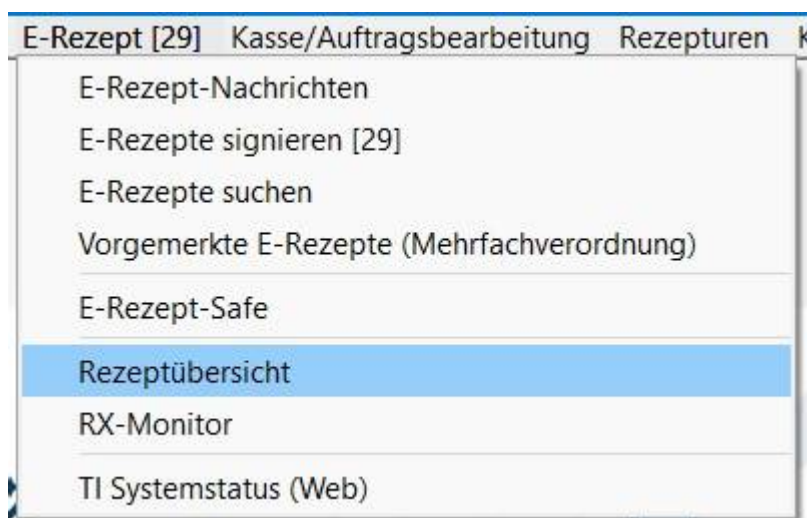 E-Rezept [29] Kasse/Auftragsbearbeitung Rezepturen
E-Rezept-Nachrichten
E-Rezepte signieren [29]
E-Rezepte suchen
Vorgemerkte E-Rezepte (Mehrfachverordnung)
E-Rezept-Safe
Rezeptübersicht
RX-Monitor
TI Systemstatus (Web)